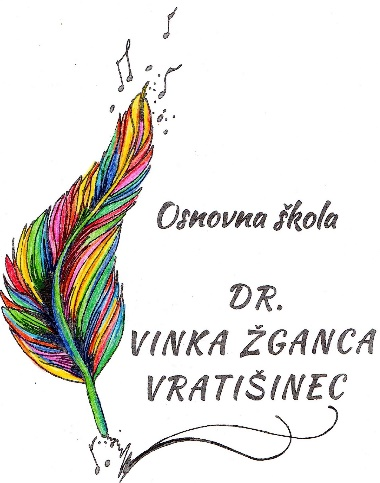 Osnovna škola
DR.
VINKA ŽGANCA
VRATIŠINEC